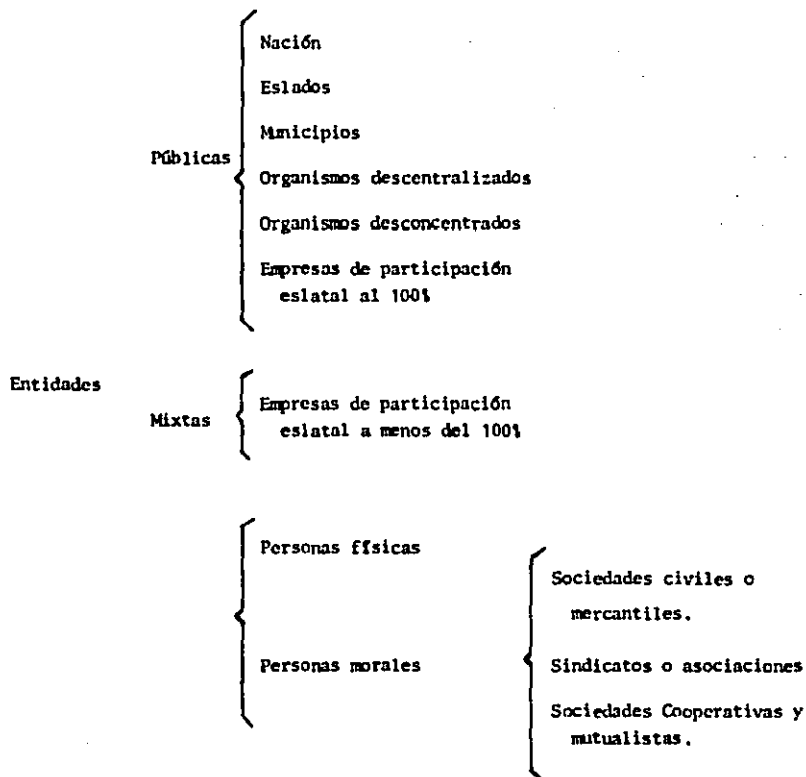 Nación
Eslados
Municipios
Públicas
Organismos descentralizados
Organismos desconcentrados
Empresas de participación
eslatal al 100%
Entidades
Mixtas
Empresas de participación
eslatal a menos del 100%
Personas físicas
Personas morales
Sociedades civiles o
mercantiles.
Sindicatos o asociaciones
Sociedades Cooperativas y
mutualistas.